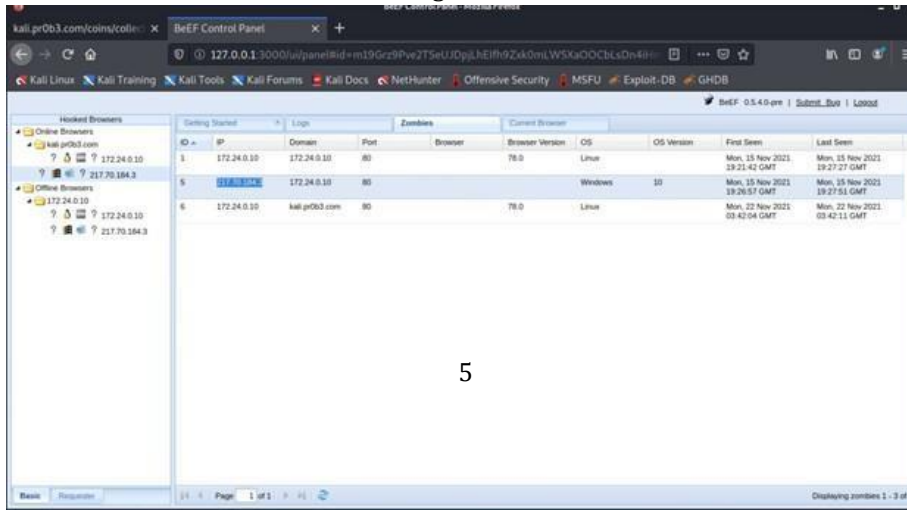 BeEF Control Panel - Mozilla Firefox
kali.pr0b3.com/coins/collec × BeEF Control Panel × +
127.0.0.1:3000/ui/panel#id=
Kali Linux Kali Training Kali Tools Kali Forums Kali Docs NetHunter Offensive Security MSFU Exploit-DB GHDB
BeEF 0.5.4.0-pre | Submit Bug | Logout
Hooked Browsers
Online Browsers
kali.pr0b3.com
? ? 172.24.0.10
? ? 217.70.184.3
Offline Browsers
172.24.0.10
? ? 172.24.0.10
? ? 217.70.184.3
Getting Started Logs Zombies Current Browser
ID IP Domain Port Browser Browser Version OS OS Version First Seen Last Seen
1 172.24.0.10 172.24.0.10 80 78.0 Linux Mon, 15 Nov 2021 19:21:42 GMT Mon, 15 Nov 2021 19:27:27 GMT
5 217.70.184.3 172.24.0.10 80 Windows 10 Mon, 15 Nov 2021 19:26:57 GMT Mon, 15 Nov 2021 19:27:51 GMT
6 172.24.0.10 kali.pr0b3.com 80 78.0 Linux Mon, 22 Nov 2021 03:42:04 GMT Mon, 22 Nov 2021 03:42:11 GMT
5
Basic Requester
Page 1 of 1
Displaying zombies 1 - 3 of